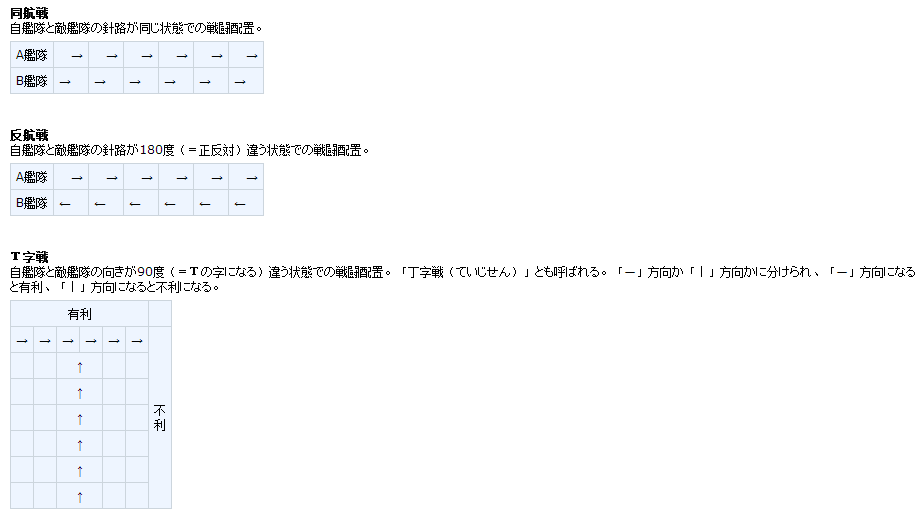 同航戦
自艦隊と敵艦隊の針路が同じ状態での戦闘配置。
A艦隊 → → → → → →
B艦隊 → → → → → →
反航戦
自艦隊と敵艦隊の針路が180度（＝正反対）違う状態での戦闘配置。
A艦隊 → → → → → →
B艦隊 ← ← ← ← ← ←
Ｔ字戦
自艦隊と敵艦隊の向きが90度（＝Ｔの字になる）違う状態での戦闘配置。「丁字戦（ていじせん）」とも呼ばれる。「―」方向か「｜」方向かに分けられ、「―」方向になる
と有利、「｜」方向になると不利になる。
有利
→ → → → → →
↑
↑
↑
不利
↑
↑
↑